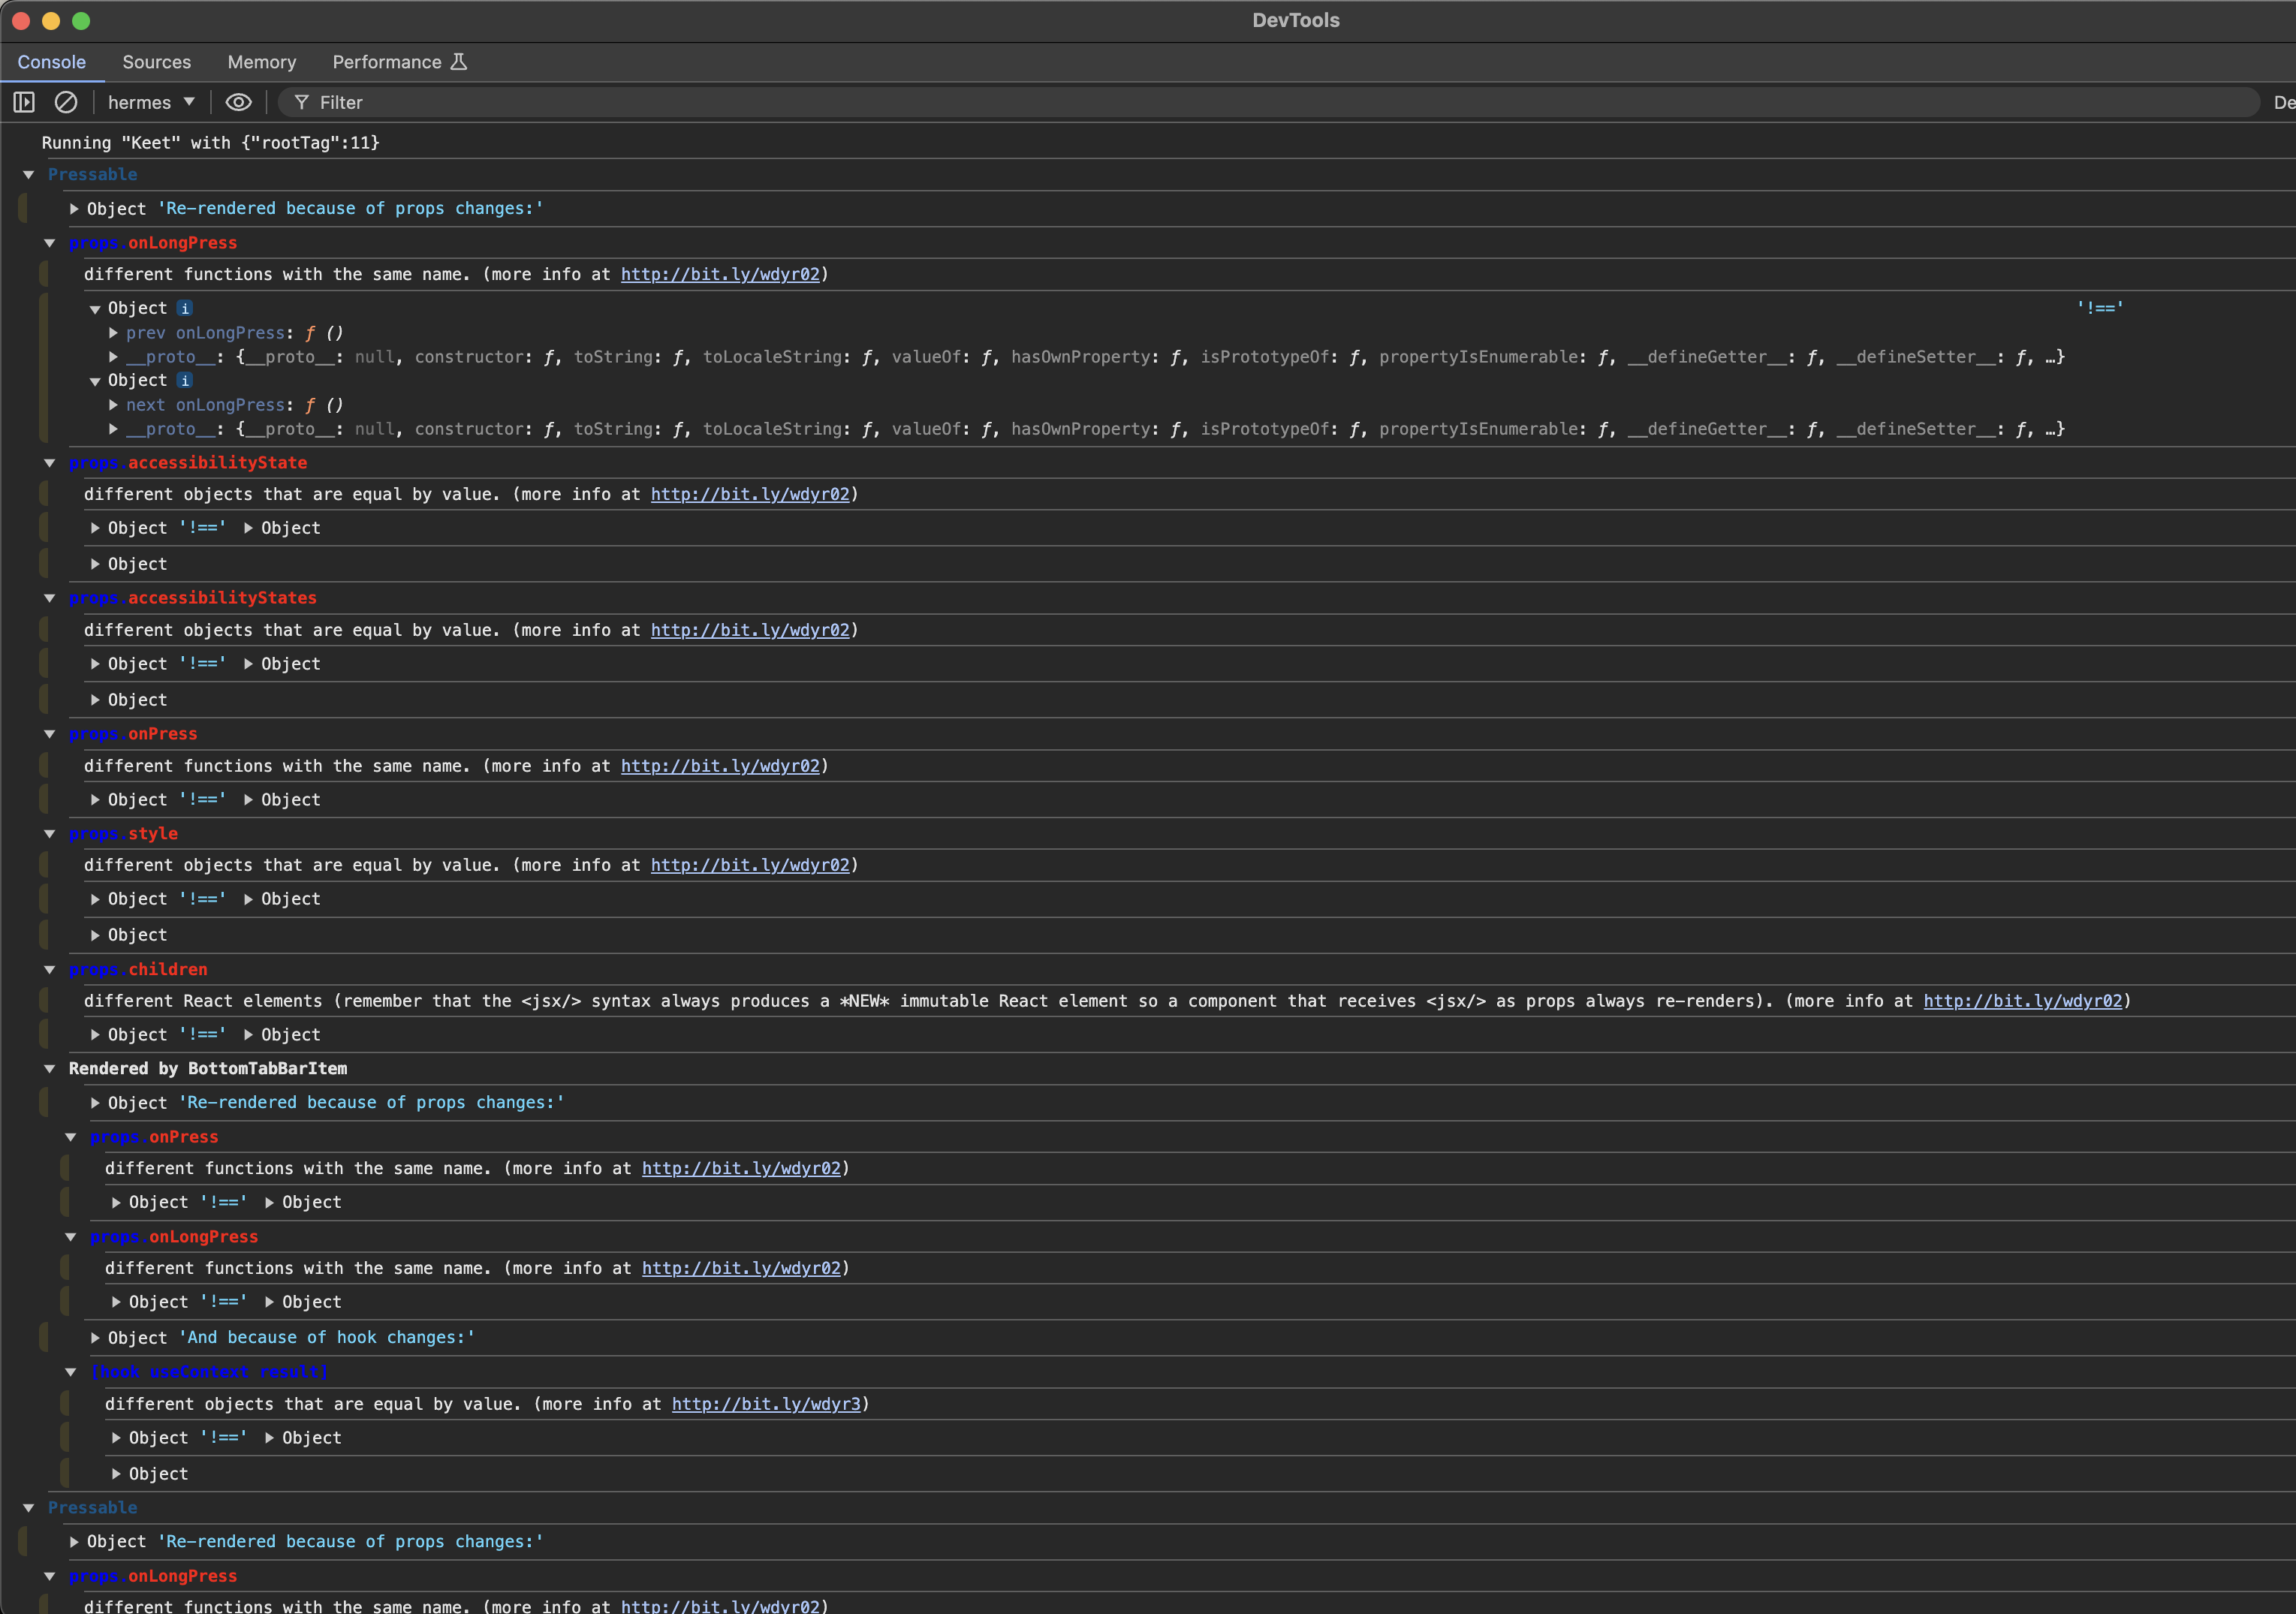 DevTools
Console Sources Memory Performance
hermes Filter De
Running "Keet" with {"rootTag":11}
Pressable
Object 'Re-rendered because of props changes:'
props.onLongPress
different functions with the same name. (more info at http://bit.ly/wdyr02)
Object i '!=='
prev onLongPress: ƒ ()
__proto__: {__proto__: null, constructor: ƒ, toString: ƒ, toLocaleString: ƒ, valueOf: ƒ, hasOwnProperty: ƒ, isPrototypeOf: ƒ, propertyIsEnumerable: ƒ, __defineGetter__: ƒ, __defineSetter__: ƒ, …}
Object i
next onLongPress: ƒ ()
__proto__: {__proto__: null, constructor: ƒ, toString: ƒ, toLocaleString: ƒ, valueOf: ƒ, hasOwnProperty: ƒ, isPrototypeOf: ƒ, propertyIsEnumerable: ƒ, __defineGetter__: ƒ, __defineSetter__: ƒ, …}
props.accessibilityState
different objects that are equal by value. (more info at http://bit.ly/wdyr02)
Object '!==' Object
Object
props.accessibilityStates
different objects that are equal by value. (more info at http://bit.ly/wdyr02)
Object '!==' Object
Object
props.onPress
different functions with the same name. (more info at http://bit.ly/wdyr02)
Object '!==' Object
props.style
different objects that are equal by value. (more info at http://bit.ly/wdyr02)
Object '!==' Object
Object
props.children
different React elements (remember that the <jsx/> syntax always produces a *NEW* immutable React element so a component that receives <jsx/> as props always re-renders). (more info at http://bit.ly/wdyr02)
Object '!==' Object
Rendered by BottomTabBarItem
Object 'Re-rendered because of props changes:'
props.onPress
different functions with the same name. (more info at http://bit.ly/wdyr02)
Object '!==' Object
props.onLongPress
different functions with the same name. (more info at http://bit.ly/wdyr02)
Object '!==' Object
Object 'And because of hook changes:'
[hook useContext result]
different objects that are equal by value. (more info at http://bit.ly/wdyr3)
Object '!==' Object
Object
Pressable
Object 'Re-rendered because of props changes:'
props.onLongPress
different functions with the same name. (more info at http://bit.ly/wdyr02)